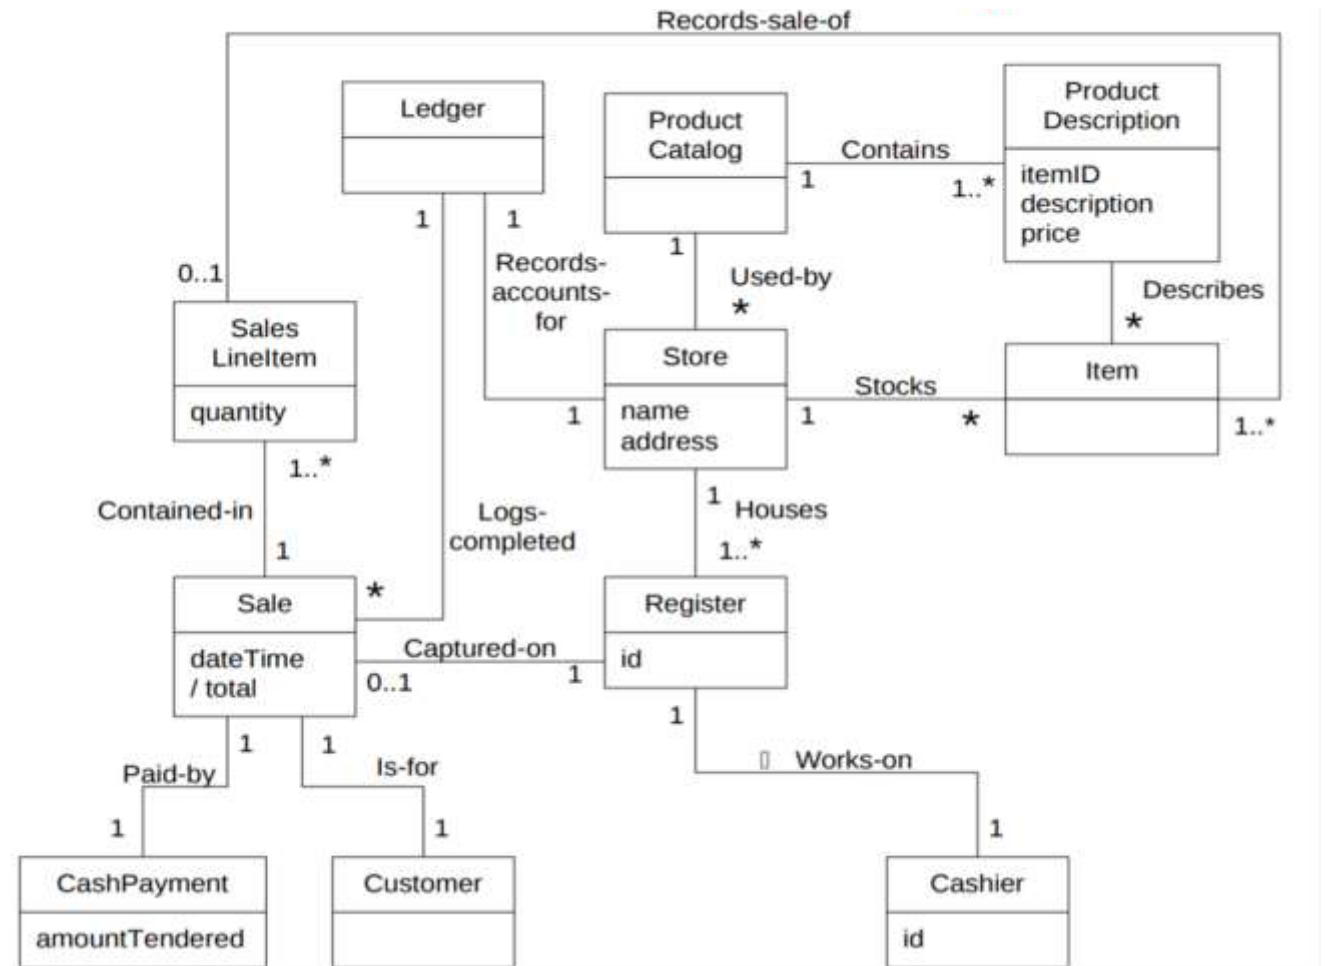 Records-sale-of
Ledger
Product
Catalog
Product
Description
itemID
description
price
Contains
1
1..*
1
1
1
Records-
accounts-
for
Used-by
*
Describes
*
0..1
Sales
LineItem
quantity
Store
name
address
Stocks
1
1
*
Item
1..*
1..*
Contained-in
1
Logs-
completed
*
1
Houses
1..*
Sale
dateTime
/ total
Captured-on
0..1
1
Register
id
1
1
1
Paid-by
Is-for
Works-on
1
1
1
CashPayment
amountTendered
Customer
Cashier
id